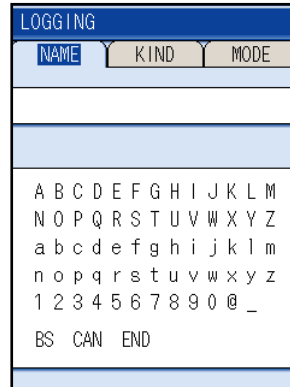 LOGGING
NAME KIND MODE
A B C D E F G H I J K L M
N O P Q R S T U V W X Y Z
a b c d e f g h i j k l m
n o p q r s t u v w x y z
1 2 3 4 5 6 7 8 9 0 @ _
BS CAN END